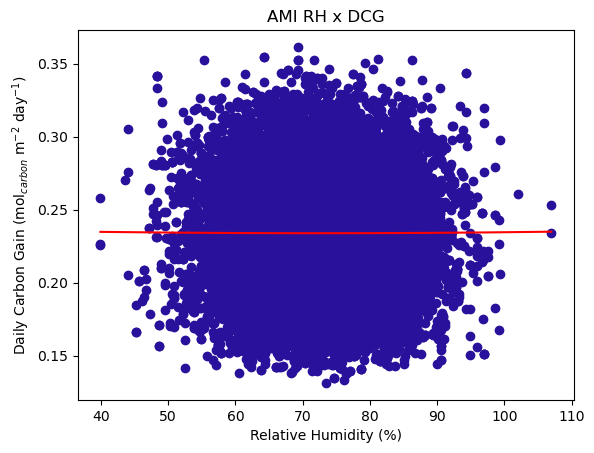 AMI RH x DCG
Daily Carbon Gain (mol$_{carbon}$ m$^{-2}$ day$^{-1}$)
0.35
0.30
0.25
0.20
0.15
40 50 60 70 80 90 100 110
Relative Humidity (%)